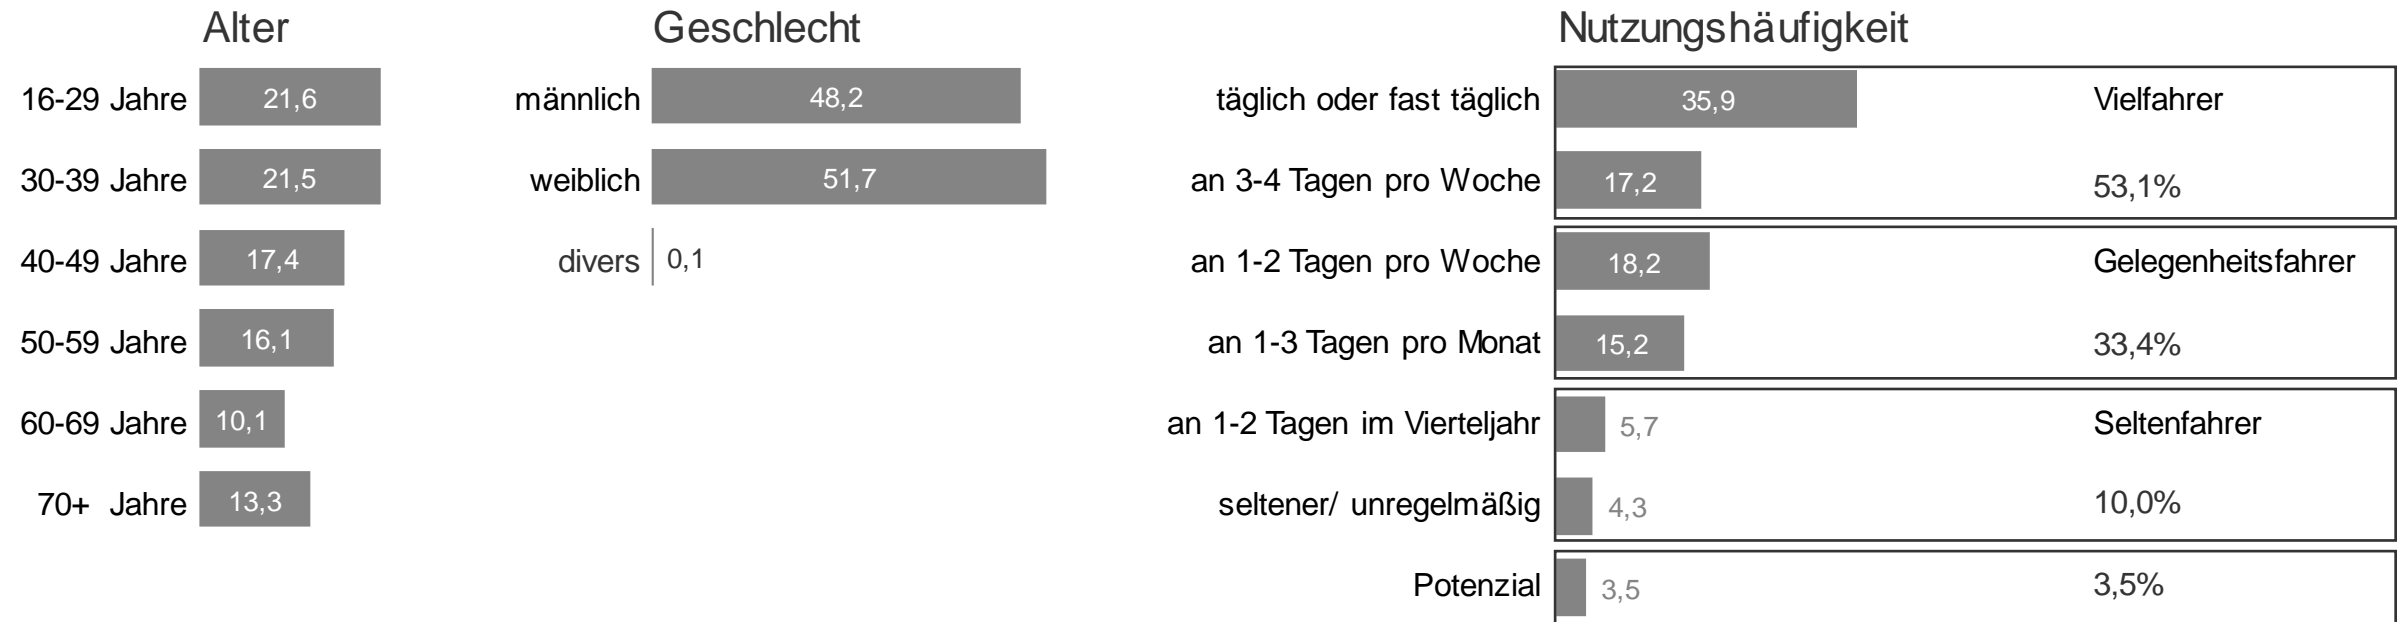 Alter
16-29 Jahre 21,6
30-39 Jahre 21,5
40-49 Jahre 17,4
50-59 Jahre 16,1
60-69 Jahre 10,1
70+ Jahre 13,3
Geschlecht
männlich 48,2
weiblich 51,7
divers 0,1
Nutzungshäufigkeit
täglich oder fast täglich 35,9 Vielfahrer
an 3-4 Tagen pro Woche 17,2 53,1%
an 1-2 Tagen pro Woche 18,2 Gelegenheitsfahrer
an 1-3 Tagen pro Monat 15,2 33,4%
an 1-2 Tagen im Vierteljahr 5,7 Seltenfahrer
seltener/ unregelmäßig 4,3 10,0%
Potenzial 3,5 3,5%